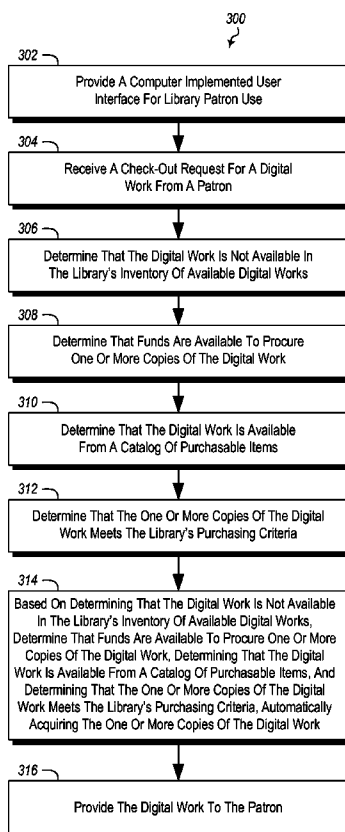 300
302
Provide A Computer Implemented User
Interface For Library Patron Use
304
Receive A Check-Out Request For A Digital
Work From A Patron
306
Determine That The Digital Work Is Not Available In
The Library's Inventory Of Available Digital Works
308
Determine That Funds Are Available To Procure
One Or More Copies Of The Digital Work
310
Determine That The Digital Work Is Available
From A Catalog Of Purchasable Items
312
Determine That The One Or More Copies Of The Digital
Work Meets The Library's Purchasing Criteria
314
Based On Determining That The Digital Work Is Not Available
In The Library's Inventory Of Available Digital Works,
Determine That Funds Are Available To Procure One Or More
Copies Of The Digital Work, Determining That The Digital
Work Is Available From A Catalog Of Purchasable Items, And
Determining That The One Or More Copies Of The Digital
Work Meets The Library's Purchasing Criteria, Automatically
Acquiring The One Or More Copies Of The Digital Work
316
Provide The Digital Work To The Patron